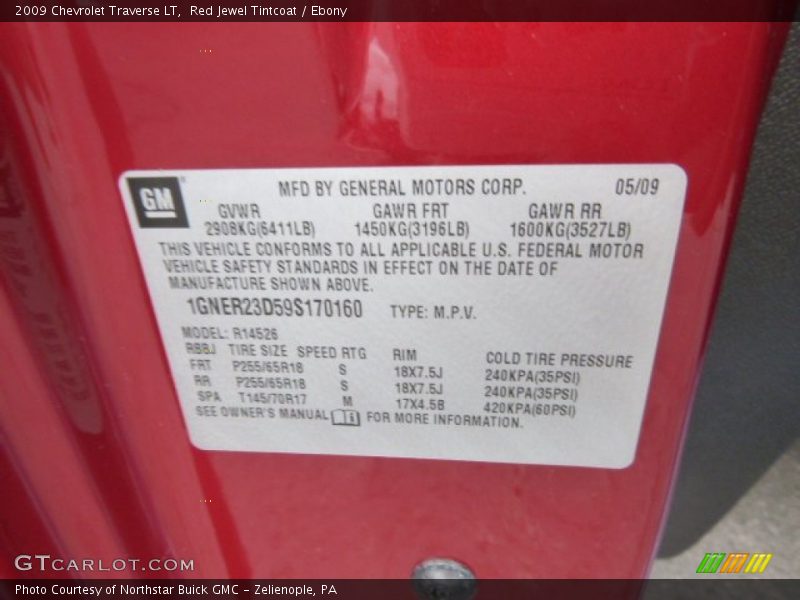 2009 Chevrolet Traverse LT,  Red Jewel Tintcoat / Ebony
GM
MFD BY GENERAL MOTORS CORP. 05/09
GVWR GAWR FRT GAWR RR
2908KG(6411LB) 1450KG(3196LB) 1600KG(3527LB)
THIS VEHICLE CONFORMS TO ALL APPLICABLE U.S. FEDERAL MOTOR
VEHICLE SAFETY STANDARDS IN EFFECT ON THE DATE OF
MANUFACTURE SHOWN ABOVE.
1GNER23D59S170160 TYPE: M.P.V.
MODEL: R14526
RBBJ TIRE SIZE SPEED RTG RIM COLD TIRE PRESSURE
FRT P255/65R18 S 18X7.5J 240KPA(35PSI)
RR P255/65R18 S 18X7.5J 240KPA(35PSI)
SPA T145/70R17 M 17X4.5B 420KPA(60PSI)
SEE OWNER'S MANUAL FOR MORE INFORMATION.
GTCARLOT.COM
Photo Courtesy of Northstar Buick GMC – Zelienople, PA